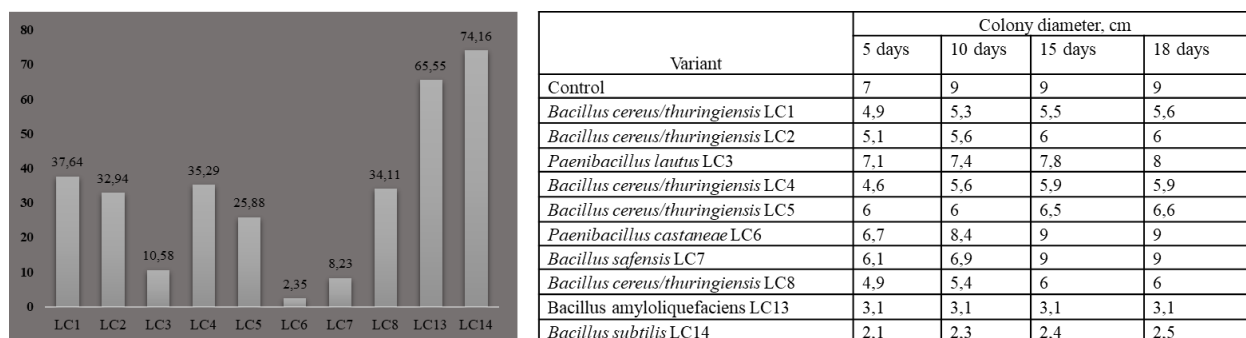 80
70
60
50
40
30
20
10
0
37,64
32,94
10,58
35,29
25,88
2,35
8,23
34,11
65,55
74,16
LC1 LC2 LC3 LC4 LC5 LC6 LC7 LC8 LC13 LC14
Variant
Colony diameter, cm
5 days 10 days 15 days 18 days
Control 7 9 9 9
Bacillus cereus/thuringiensis LC1 4,9 5,3 5,5 5,6
Bacillus cereus/thuringiensis LC2 5,1 5,6 6 6
Paenibacillus lautus LC3 7,1 7,4 7,8 8
Bacillus cereus/thuringiensis LC4 4,6 5,6 5,9 5,9
Bacillus cereus/thuringiensis LC5 6 6 6,5 6,6
Paenibacillus castaneae LC6 6,7 8,4 9 9
Bacillus safensis LC7 6,1 6,9 9 9
Bacillus cereus/thuringiensis LC8 4,9 5,4 6 6
Bacillus amyloliquefaciens LC13 3,1 3,1 3,1 3,1
Bacillus subtilis LC14 2,1 2,3 2,4 2,5